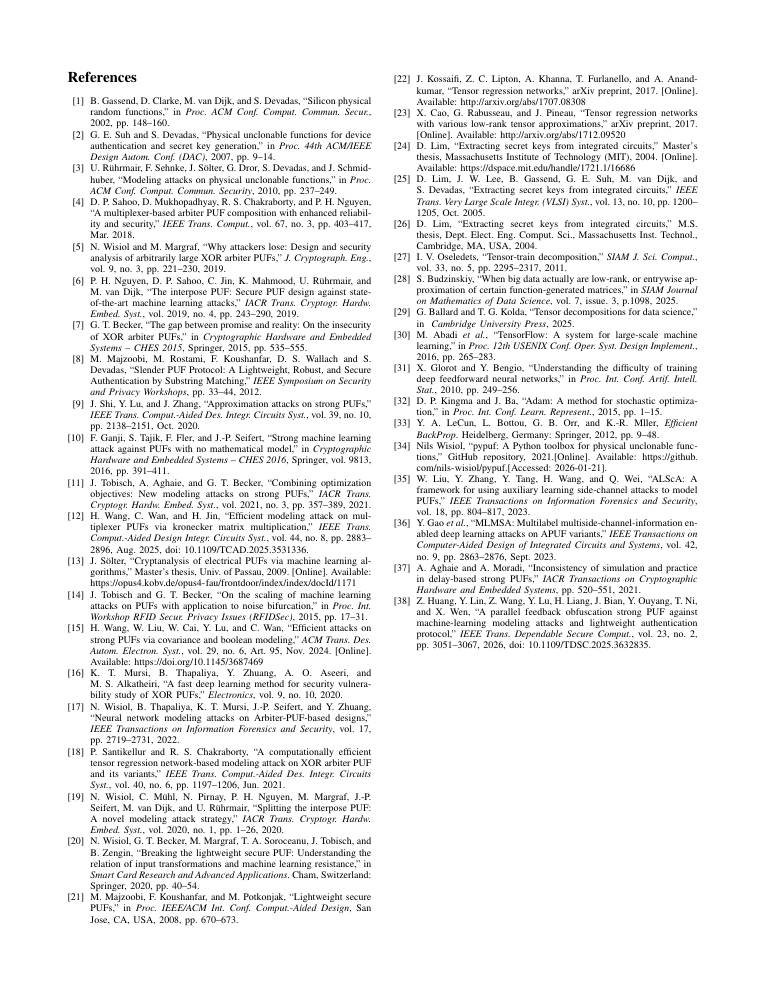 References
[1] B. Gassend, D. Clarke, M. van Dijk, and S. Devadas, “Silicon physical
random functions,” in Proc. ACM Conf. Comput. Commun. Secur.,
2002, pp. 148–160.
[2] G. E. Suh and S. Devadas, “Physical unclonable functions for device
authentication and secret key generation,” in Proc. 44th ACM/IEEE
Design Autom. Conf. (DAC), 2007, pp. 9–14.
[3] U. Rührmair, F. Sehnke, J. Sölter, G. Dror, S. Devadas, and J. Schmid-
huber, “Modeling attacks on physical unclonable functions,” in Proc.
ACM Conf. Comput. Commun. Security, 2010, pp. 237–249.
[4] D. P. Sahoo, D. Mukhopadhyay, R. S. Chakraborty, and P. H. Nguyen,
“A multiplexer-based arbiter PUF composition with enhanced reliabil-
ity and security,” IEEE Trans. Comput., vol. 67, no. 3, pp. 403–417,
Mar. 2018.
[5] N. Wisiol and M. Margraf, “Why attackers lose: Design and security
analysis of arbitrarily large XOR arbiter PUFs,” J. Cryptograph. Eng.,
vol. 9, no. 3, pp. 221–230, 2019.
[6] P. H. Nguyen, D. P. Sahoo, C. Jin, K. Mahmood, U. Rührmair, and
M. van Dijk, “The interpose PUF: Secure PUF design against state-
of-the-art machine learning attacks,” IACR Trans. Cryptogr. Hardw.
Embed. Syst., vol. 2019, no. 4, pp. 243–290, 2019.
[7] G. T. Becker, “The gap between promise and reality: On the insecurity
of XOR arbiter PUFs,” in Cryptographic Hardware and Embedded
Systems – CHES 2015, Springer, 2015, pp. 535–555.
[8] M. Majzoobi, M. Rostami, F. Koushanfar, D. S. Wallach and S.
Devadas, “Slender PUF Protocol: A Lightweight, Robust, and Secure
Authentication by Substring Matching,” IEEE Symposium on Security
and Privacy Workshops, pp. 33–44, 2012.
[9] J. Shi, Y. Lu, and J. Zhang, “Approximation attacks on strong PUFs,”
IEEE Trans. Comput.-Aided Des. Integr. Circuits Syst., vol. 39, no. 10,
pp. 2138–2151, Oct. 2020.
[10] F. Ganji, S. Tajik, F. Fler, and J.-P. Seifert, “Strong machine learning
attack against PUFs with no mathematical model,” in Cryptographic
Hardware and Embedded Systems – CHES 2016, Springer, vol. 9813,
2016, pp. 391–411.
[11] J. Tobisch, A. Aghaie, and G. T. Becker, “Combining optimization
objectives: New modeling attacks on strong PUFs,” IACR Trans.
Cryptogr. Hardw. Embed. Syst., vol. 2021, no. 3, pp. 357–389, 2021.
[12] H. Wang, C. Wan, and H. Jin, “Efficient modeling attack on mul-
tiplexer PUFs via kronecker matrix multiplication,” IEEE Trans.
Comput.-Aided Design Integr. Circuits Syst., vol. 44, no. 8, pp. 2883–
2896, Aug. 2025, doi: 10.1109/TCAD.2025.3531336.
[13] J. Sölter, “Cryptanalysis of electrical PUFs via machine learning al-
gorithms,” Master’s thesis, Univ. of Passau, 2009. [Online]. Available:
https://opus4.kobv.de/opus4-fau/frontdoor/index/index/docId/1171
[14] J. Tobisch and G. T. Becker, “On the scaling of machine learning
attacks on PUFs with application to noise bifurcation,” in Proc. Int.
Workshop RFID Secur. Privacy Issues (RFIDSec), 2015, pp. 17–31.
[15] H. Wang, W. Liu, W. Cai, Y. Lu, and C. Wan, “Efficient attacks on
strong PUFs via covariance and boolean modeling,” ACM Trans. Des.
Autom. Electron. Syst., vol. 29, no. 6, Art. 95, Nov. 2024. [Online].
Available: https://doi.org/10.1145/3687469
[16] K. T. Mursi, B. Thapaliya, Y. Zhuang, A. O. Aseeri, and
M. S. Alkatheiri, “A fast deep learning method for security vulnera-
bility study of XOR PUFs,” Electronics, vol. 9, no. 10, 2020.
[17] N. Wisiol, B. Thapaliya, K. T. Mursi, J.-P. Seifert, and Y. Zhuang,
“Neural network modeling attacks on Arbiter-PUF-based designs,”
IEEE Transactions on Information Forensics and Security, vol. 17,
pp. 2719–2731, 2022.
[18] P. Santikellur and R. S. Chakraborty, “A computationally efficient
tensor regression network-based modeling attack on XOR arbiter PUF
and its variants,” IEEE Trans. Comput.-Aided Des. Integr. Circuits
Syst., vol. 40, no. 6, pp. 1197–1206, Jun. 2021.
[19] N. Wisiol, C. Mühl, N. Pirnay, P. H. Nguyen, M. Margraf, J.-P.
Seifert, M. van Dijk, and U. Rührmair, “Splitting the interpose PUF:
A novel modeling attack strategy,” IACR Trans. Cryptogr. Hardw.
Embed. Syst., vol. 2020, no. 1, pp. 1–26, 2020.
[20] N. Wisiol, G. T. Becker, M. Margraf, T. A. Soroceanu, J. Tobisch, and
B. Zengin, “Breaking the lightweight secure PUF: Understanding the
relation of input transformations and machine learning resistance,” in
Smart Card Research and Advanced Applications. Cham, Switzerland:
Springer, 2020, pp. 40–54.
[21] M. Majzoobi, F. Koushanfar, and M. Potkonjak, “Lightweight secure
PUFs,” in Proc. IEEE/ACM Int. Conf. Comput.-Aided Design, San
Jose, CA, USA, 2008, pp. 670–673.
[22] J. Kossaifi, Z. C. Lipton, A. Khanna, T. Furlanello, and A. Anand-
kumar, “Tensor regression networks,” arXiv preprint, 2017. [Online].
Available: http://arxiv.org/abs/1707.08308
[23] X. Cao, G. Rabusseau, and J. Pineau, “Tensor regression networks
with various low-rank tensor approximations,” arXiv preprint, 2017.
[Online]. Available: http://arxiv.org/abs/1712.09520
[24] D. Lim, “Extracting secret keys from integrated circuits,” Master’s
thesis, Massachusetts Institute of Technology (MIT), 2004. [Online].
Available: https://dspace.mit.edu/handle/1721.1/16686
[25] D. Lim, J. W. Lee, B. Gassend, G. E. Suh, M. van Dijk, and
S. Devadas, “Extracting secret keys from integrated circuits,” IEEE
Trans. Very Large Scale Integr. (VLSI) Syst., vol. 13, no. 10, pp. 1200–
1205, Oct. 2005.
[26] D. Lim, “Extracting secret keys from integrated circuits,” M.S.
thesis, Dept. Elect. Eng. Comput. Sci., Massachusetts Inst. Technol.,
Cambridge, MA, USA, 2004.
[27] I. V. Oseledets, “Tensor-train decomposition,” SIAM J. Sci. Comput.,
vol. 33, no. 5, pp. 2295–2317, 2011.
[28] S. Budzinskiy, “When big data actually are low-rank, or entrywise ap-
proximation of certain function-generated matrices,” in SIAM Journal
on Mathematics of Data Science, vol. 7, issue. 3, p.1098, 2025.
[29] G. Ballard and T. G. Kolda, “Tensor decompositions for data science,”
in Cambridge University Press, 2025.
[30] M. Abadi et al., “TensorFlow: A system for large-scale machine
learning,” in Proc. 12th USENIX Conf. Oper. Syst. Design Implement.,
2016, pp. 265–283.
[31] X. Glorot and Y. Bengio, “Understanding the difficulty of training
deep feedforward neural networks,” in Proc. Int. Conf. Artif. Intell.
Stat., 2010, pp. 249–256.
[32] D. P. Kingma and J. Ba, “Adam: A method for stochastic optimiza-
tion,” in Proc. Int. Conf. Learn. Represent., 2015, pp. 1–15.
[33] Y. A. LeCun, L. Bottou, G. B. Orr, and K.-R. Mller, Efficient
BackProp. Heidelberg, Germany: Springer, 2012, pp. 9–48.
[34] Nils Wisiol, “pypuf: A Python toolbox for physical unclonable func-
tions,” GitHub repository, 2021.[Online]. Available: https://github.
com/nils-wisiol/pypuf.[Accessed: 2026-01-21].
[35] W. Liu, Y. Zhang, Y. Tang, H. Wang, and Q. Wei, “ALScA: A
framework for using auxiliary learning side-channel attacks to model
PUFs,” IEEE Transactions on Information Forensics and Security,
vol. 18, pp. 804–817, 2023.
[36] Y. Gao et al., “MLMSA: Multilabel multiside-channel-information en-
abled deep learning attacks on APUF variants,” IEEE Transactions on
Computer-Aided Design of Integrated Circuits and Systems, vol. 42,
no. 9, pp. 2863–2876, Sept. 2023.
[37] A. Aghaie and A. Moradi, “Inconsistency of simulation and practice
in delay-based strong PUFs,” IACR Transactions on Cryptographic
Hardware and Embedded Systems, pp. 520–551, 2021.
[38] Z. Huang, Y. Lin, Z. Wang, Y. Lu, H. Liang, J. Bian, Y. Ouyang, T. Ni,
and X. Wen, “A parallel feedback obfuscation strong PUF against
machine-learning modeling attacks and lightweight authentication
protocol,” IEEE Trans. Dependable Secure Comput., vol. 23, no. 2,
pp. 3051–3067, 2026, doi: 10.1109/TDSC.2025.3632835.